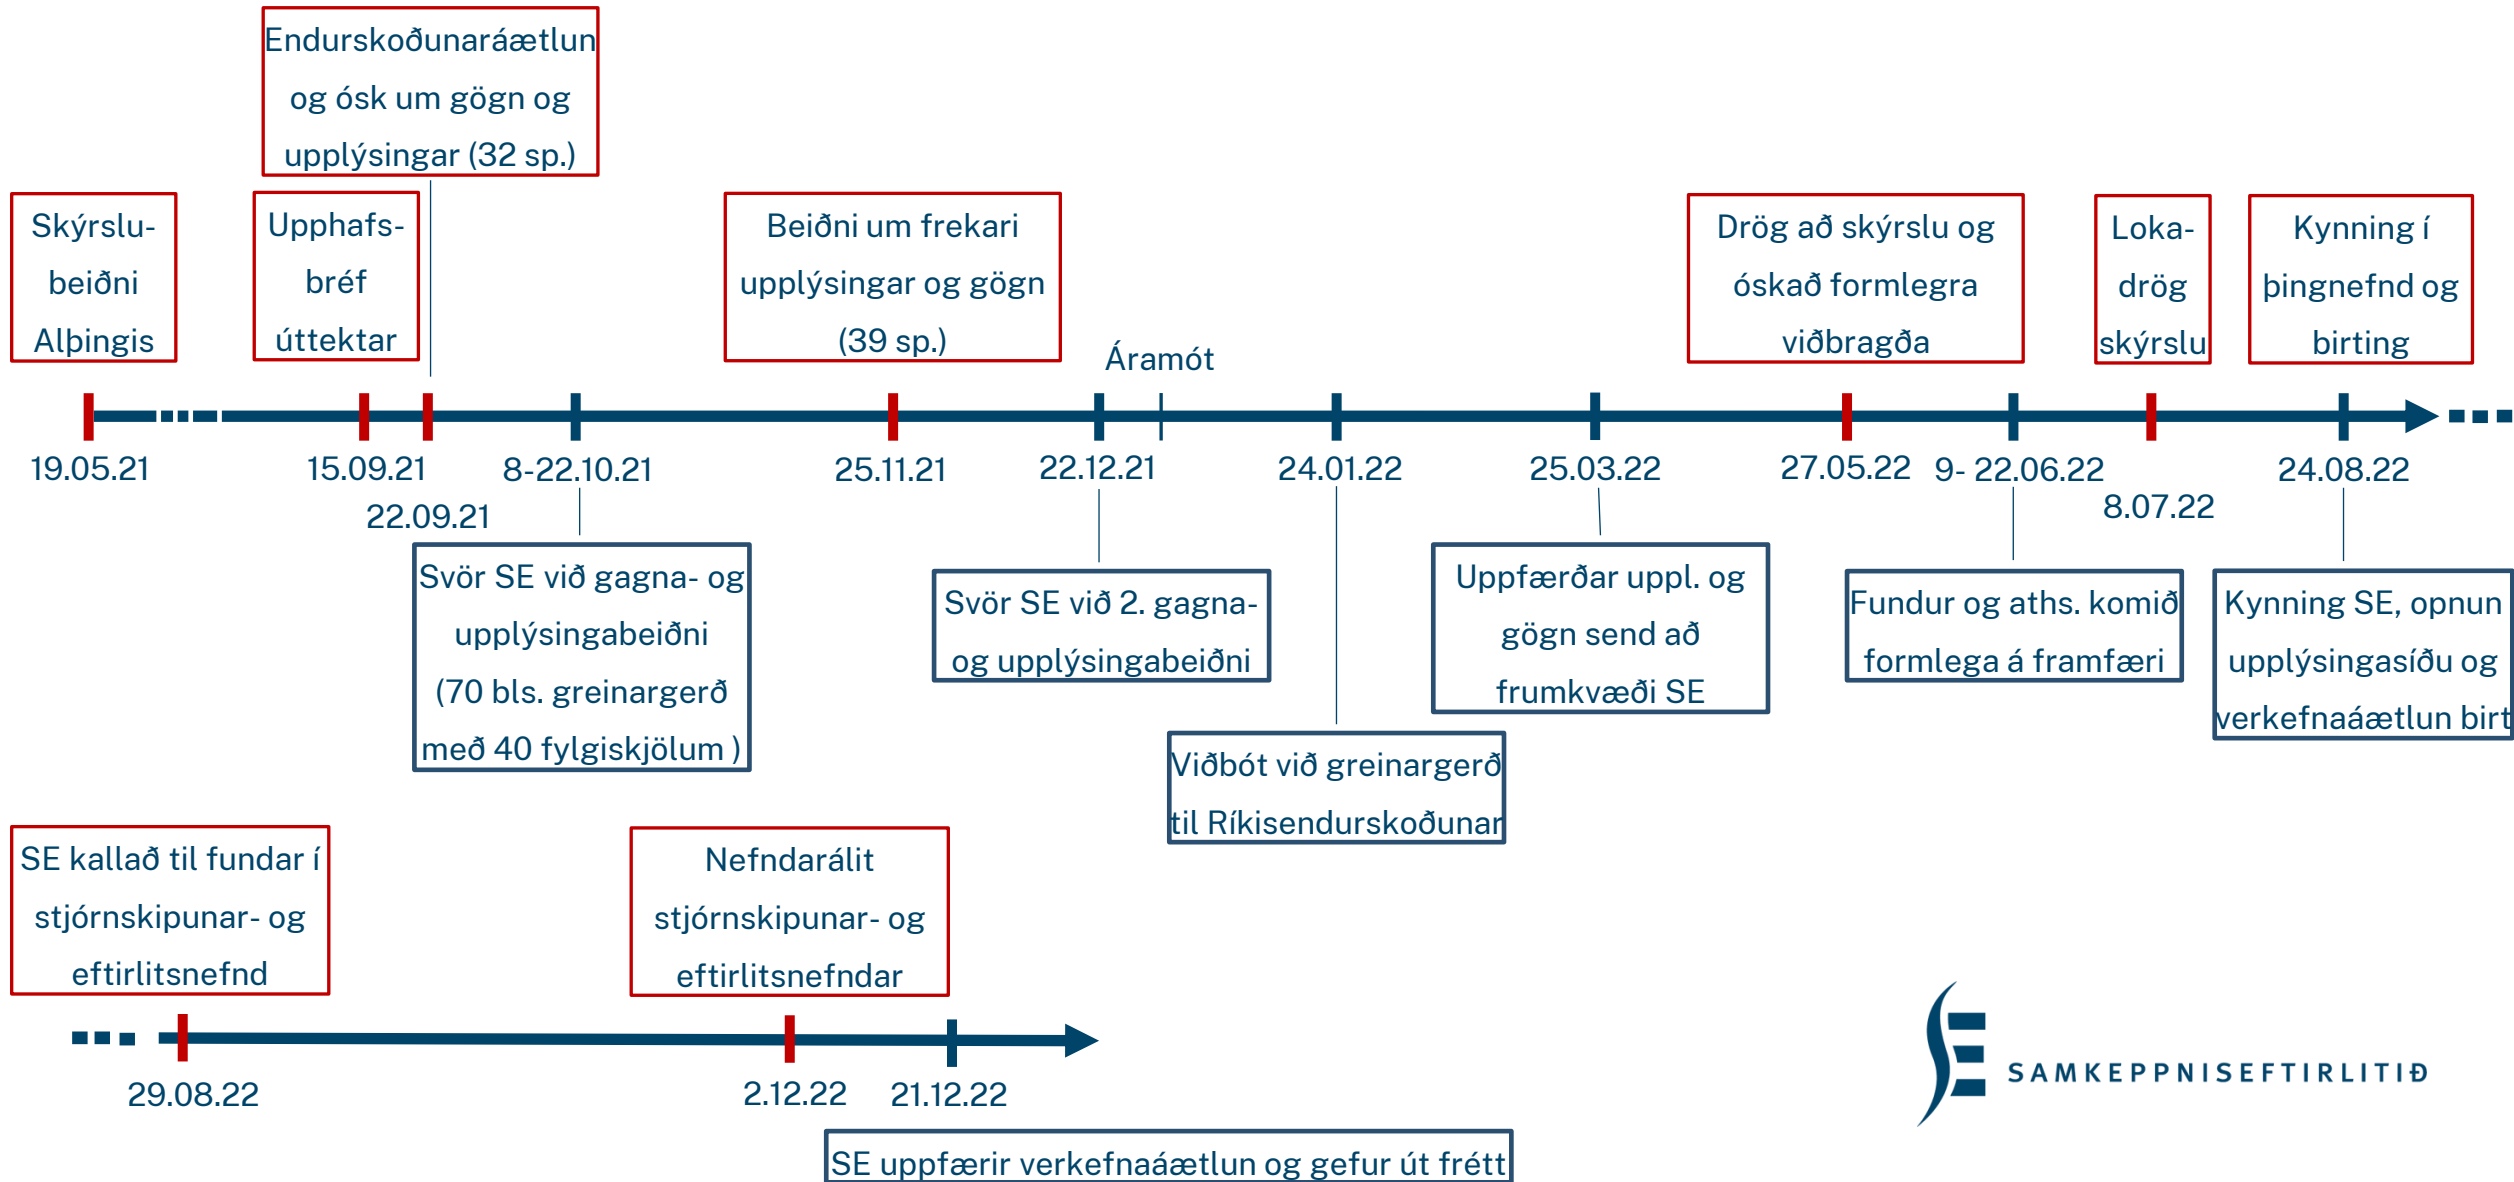 Endurskoðunaráætlun
og ósk um gögn og
upplýsingar (32 sp.)
Skýrslu-
beiðni
Alþingis
Upphafs-
bréf
úttektar
Beiðni um frekari
upplýsingar og gögn
(39 sp.)
Áramót
Drög að skýrslu og
óskað formlegra
viðbragða
Loka-
drög
skýrslu
Kynning í
þingnefnd og
birting
19.05.21
15.09.21
22.09.21
8-22.10.21
25.11.21
22.12.21
24.01.22
25.03.22
27.05.22
9- 22.06.22
8.07.22
24.08.22
Svör SE við gagna- og
upplýsingabeiðni
(70 bls. greinargerð
með 40 fylgiskjölum )
Svör SE við 2. gagna-
og upplýsingabeiðni
Viðbót við greinargerð
til Ríkisendurskoðunar
Uppfærðar uppl. og
gögn send að
frumkvæði SE
Fundur og aths. komið
formlega á framfæri
Kynning SE, opnun
upplýsingasíðu og
verkefnaáætlun birt
SE kallað til fundar í
stjórnskipunar- og
eftirlitsnefnd
Nefndarálit
stjórnskipunar- og
eftirlitsnefndar
29.08.22
2.12.22
21.12.22
SE uppfærir verkefnaáætlun og gefur út frétt
SE
SAMKEPPNISEFTIRLITIÐ